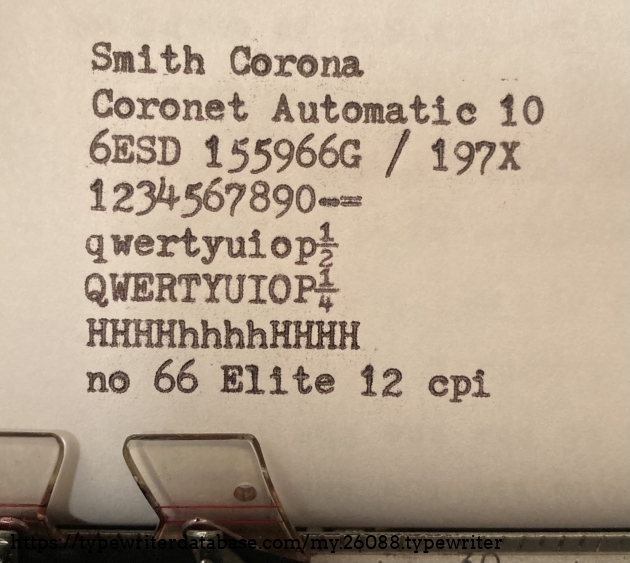 Smith Corona
Coronet Automatic 10
6ESD 155966G / 197X
1234567890-=
qwertyuiop½
QWERTYUIOP¼
HHHHhhhhHHHH
no 66 Elite 12 cpi
https://typewriterdatabase.com/my.26088.typewriter
30